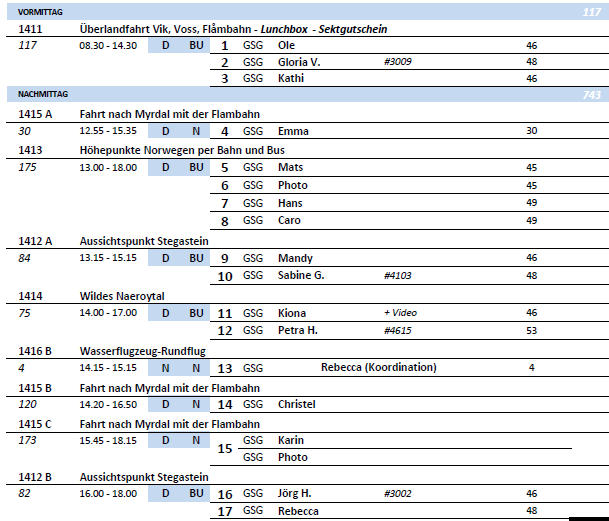 VORMITTAG 117
1411 Überlandfahrt Vik, Voss, Flåmbahn - Lunchbox - Sektgutschein
117 08.30 - 14.30 D BU 1 GSG Ole 46
2 GSG Gloria V. #3009 48
3 GSG Kathi 46
NACHMITTAG 743
1415 A Fahrt nach Myrdal mit der Flambahn
30 12.55 - 15.35 D N 4 GSG Emma 30
1413 Höhepunkte Norwegen per Bahn und Bus
175 13.00 - 18.00 D BU 5 GSG Mats 45
6 GSG Photo 45
7 GSG Hans 49
8 GSG Caro 49
1412 A Aussichtspunkt Stegastein
84 13.15 - 15.15 D BU 9 GSG Mandy 46
10 GSG Sabine G. #4103 48
1414 Wildes Naeroytal
75 14.00 - 17.00 D BU 11 GSG Kiona + Video 46
12 GSG Petra H. #4615 53
1416 B Wasserflugzeug-Rundflug
4 14.15 - 15.15 N N 13 GSG Rebecca (Koordination) 4
1415 B Fahrt nach Myrdal mit der Flambahn
120 14.20 - 16.50 D N 14 GSG Christel
1415 C Fahrt nach Myrdal mit der Flambahn
173 15.45 - 18.15 D N 15 GSG Karin
GSG Photo
1412 B Aussichtspunkt Stegastein
82 16.00 - 18.00 D BU 16 GSG Jörg H. #3002 46
17 GSG Rebecca 48